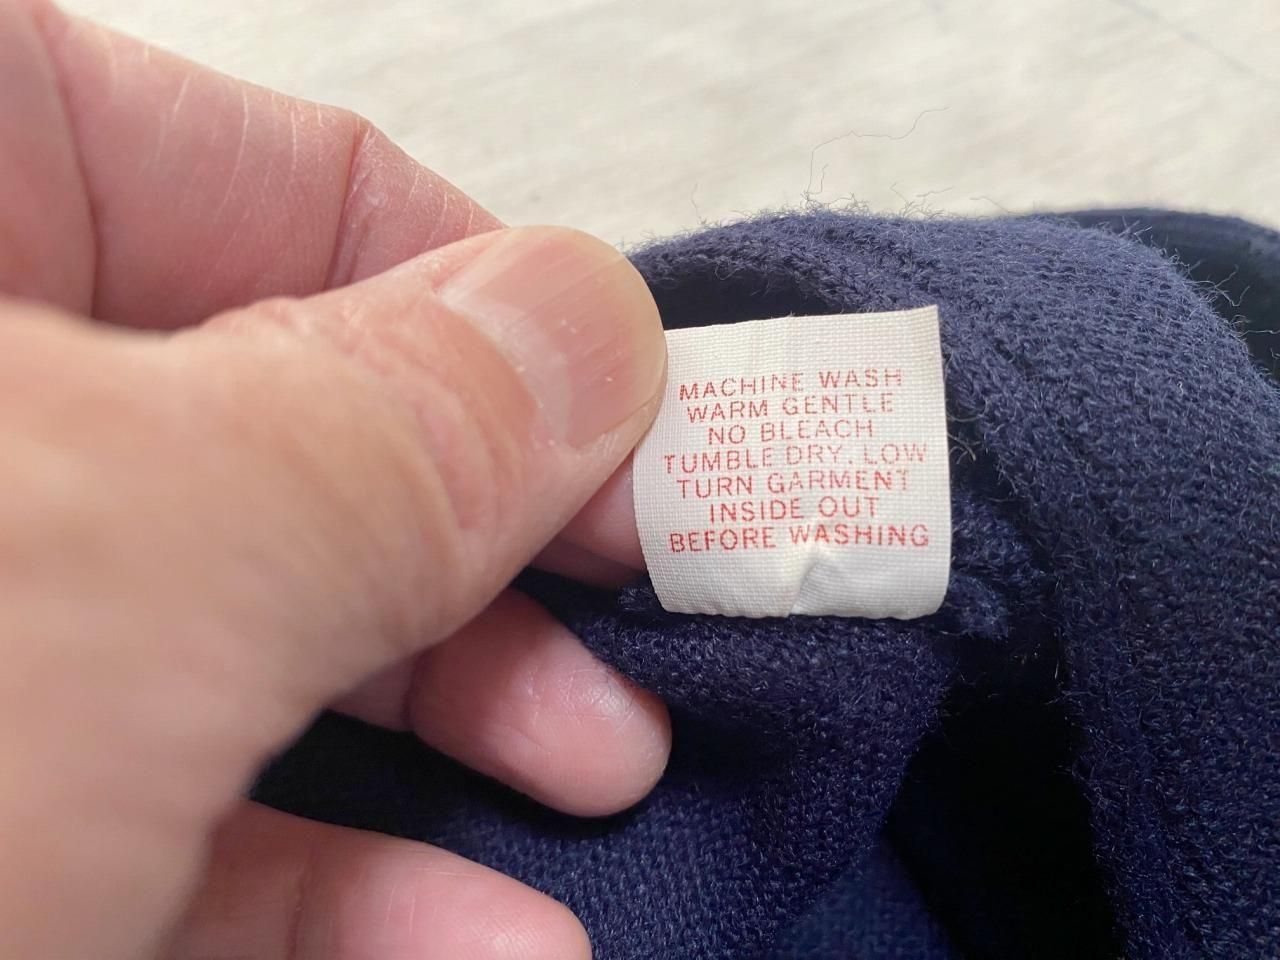 MACHINE WASH
WARM GENTLE
NO BLEACH
TUMBLE DRY, LOW
TURN GARMENT
INSIDE OUT
BEFORE WASHING